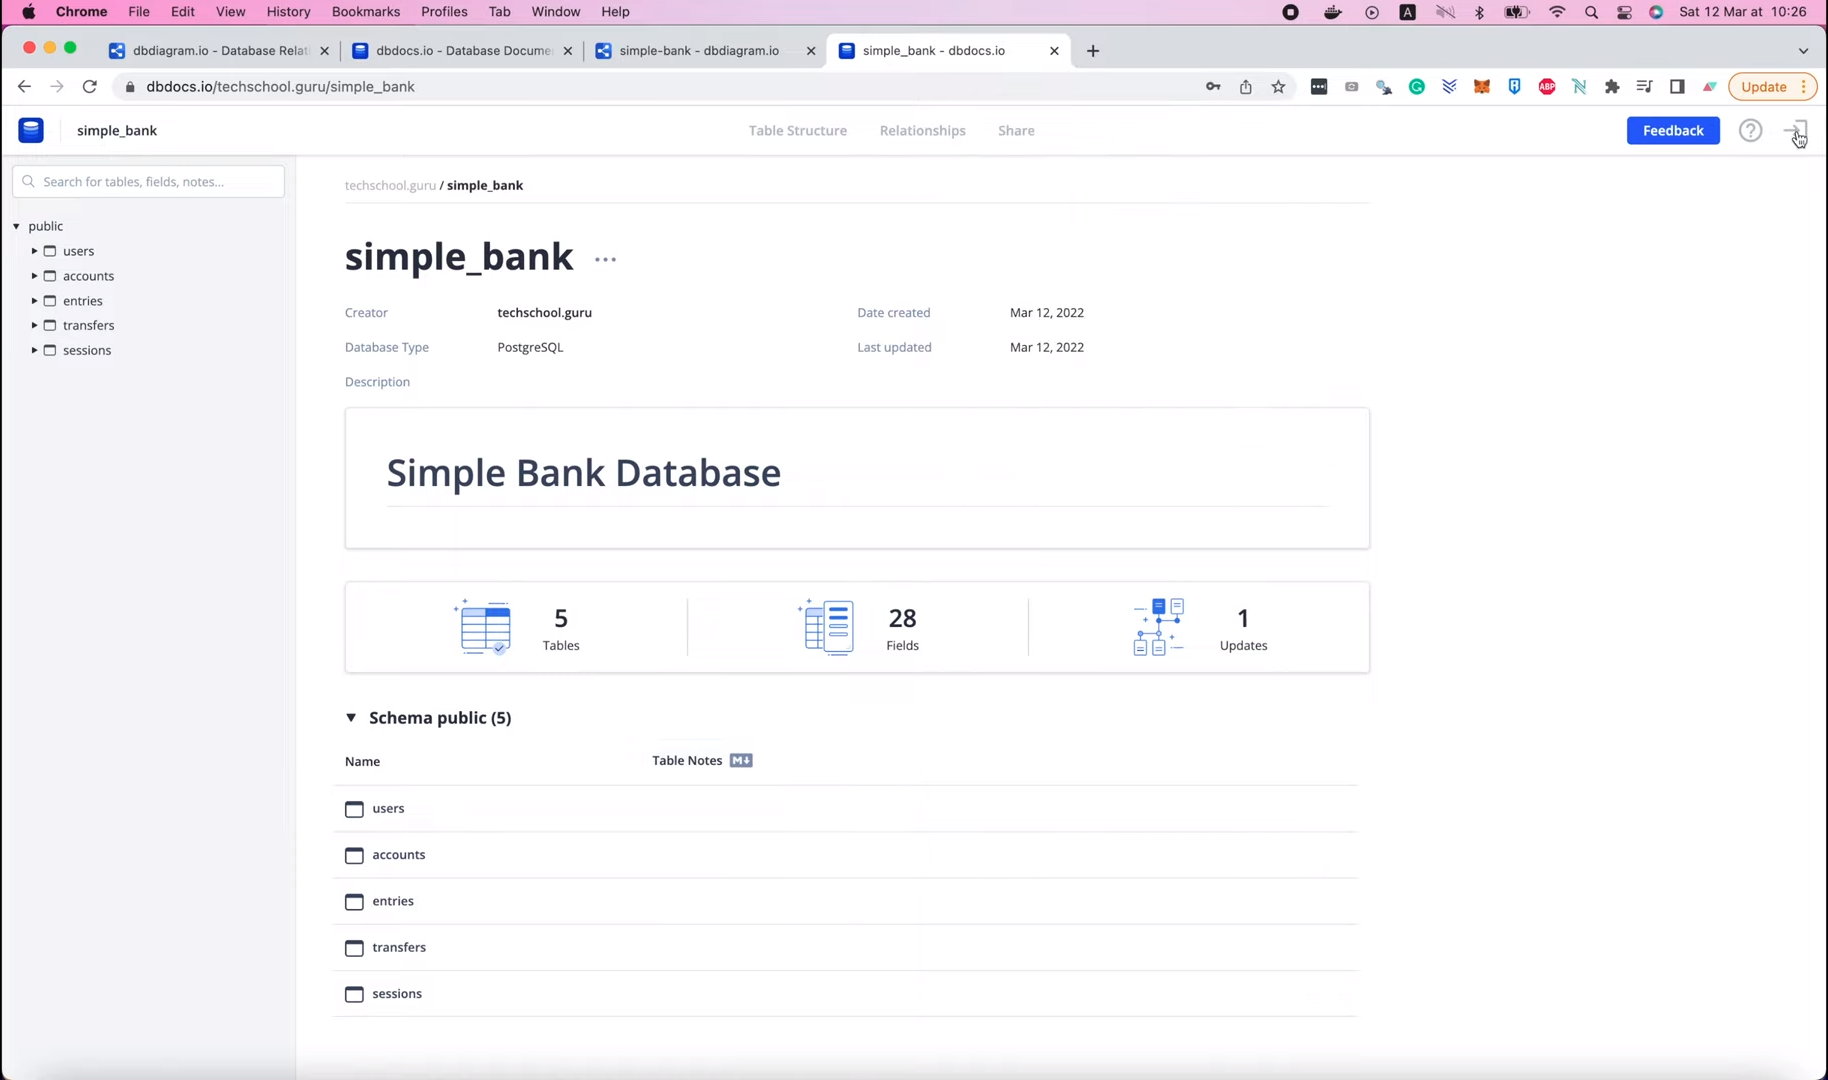 Chrome File Edit View History Bookmarks Profiles Tab Window Help A Sat 12 Mar at 10:26
dbdiagram.io - Database Relati dbdocs.io - Database Docume simple-bank - dbdiagram.io simple_bank - dbdocs.io
dbdocs.io/techschool.guru/simple_bank ABP Update
simple_bank Table Structure Relationships Share Feedback ?
Search for tables, fields, notes...
techschool.guru / simple_bank
public
users
accounts
entries
transfers
sessions
simple_bank ...
Creator techschool.guru Date created Mar 12, 2022
Database Type PostgreSQL Last updated Mar 12, 2022
Description
Simple Bank Database
5 28 1
Tables Fields Updates
Schema public (5)
Name Table Notes M
users
accounts
entries
transfers
sessions